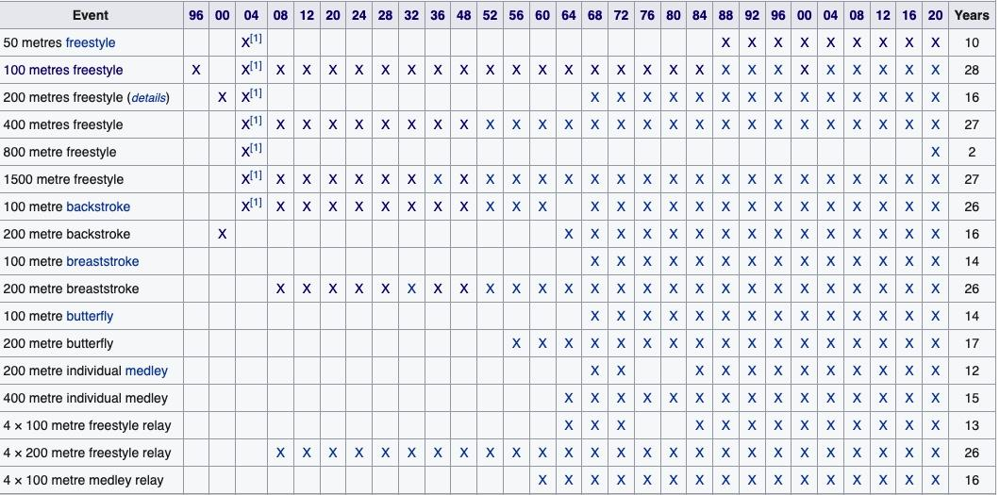 Event 96 00 04 08 12 20 24 28 32 36 48 52 56 60 64 68 72 76 80 84 88 92 96 00 04 08 12 16 20 Years
50 metres freestyle X[1] X X X X X X X X X 10
100 metres freestyle X X[1] X X X X X X X X X X X X X X X X X X X X X X X X X X 28
200 metres freestyle (details) X X[1] X X X X X X X X X X X X X X 16
400 metres freestyle X[1] X X X X X X X X X X X X X X X X X X X X X X X X X X 27
800 metre freestyle X[1] X 2
1500 metre freestyle X[1] X X X X X X X X X X X X X X X X X X X X X X X X X X 27
100 metre backstroke X[1] X X X X X X X X X X X X X X X X X X X X X X X X X 26
200 metre backstroke X X X X X X X X X X X X X X X X 16
100 metre breaststroke X X X X X X X X X X X X X X 14
200 metre breaststroke X X X X X X X X X X X X X X X X X X X X X X X X X X 26
100 metre butterfly X X X X X X X X X X X X X X 14
200 metre butterfly X X X X X X X X X X X X X X X X X 17
200 metre individual medley X X X X X X X X X X X X 12
400 metre individual medley X X X X X X X X X X X X X X X 15
4 × 100 metre freestyle relay X X X X X X X X X X X X X 13
4 × 200 metre freestyle relay X X X X X X X X X X X X X X X X X X X X X X X X X X 26
4 × 100 metre medley relay X X X X X X X X X X X X X X X X 16